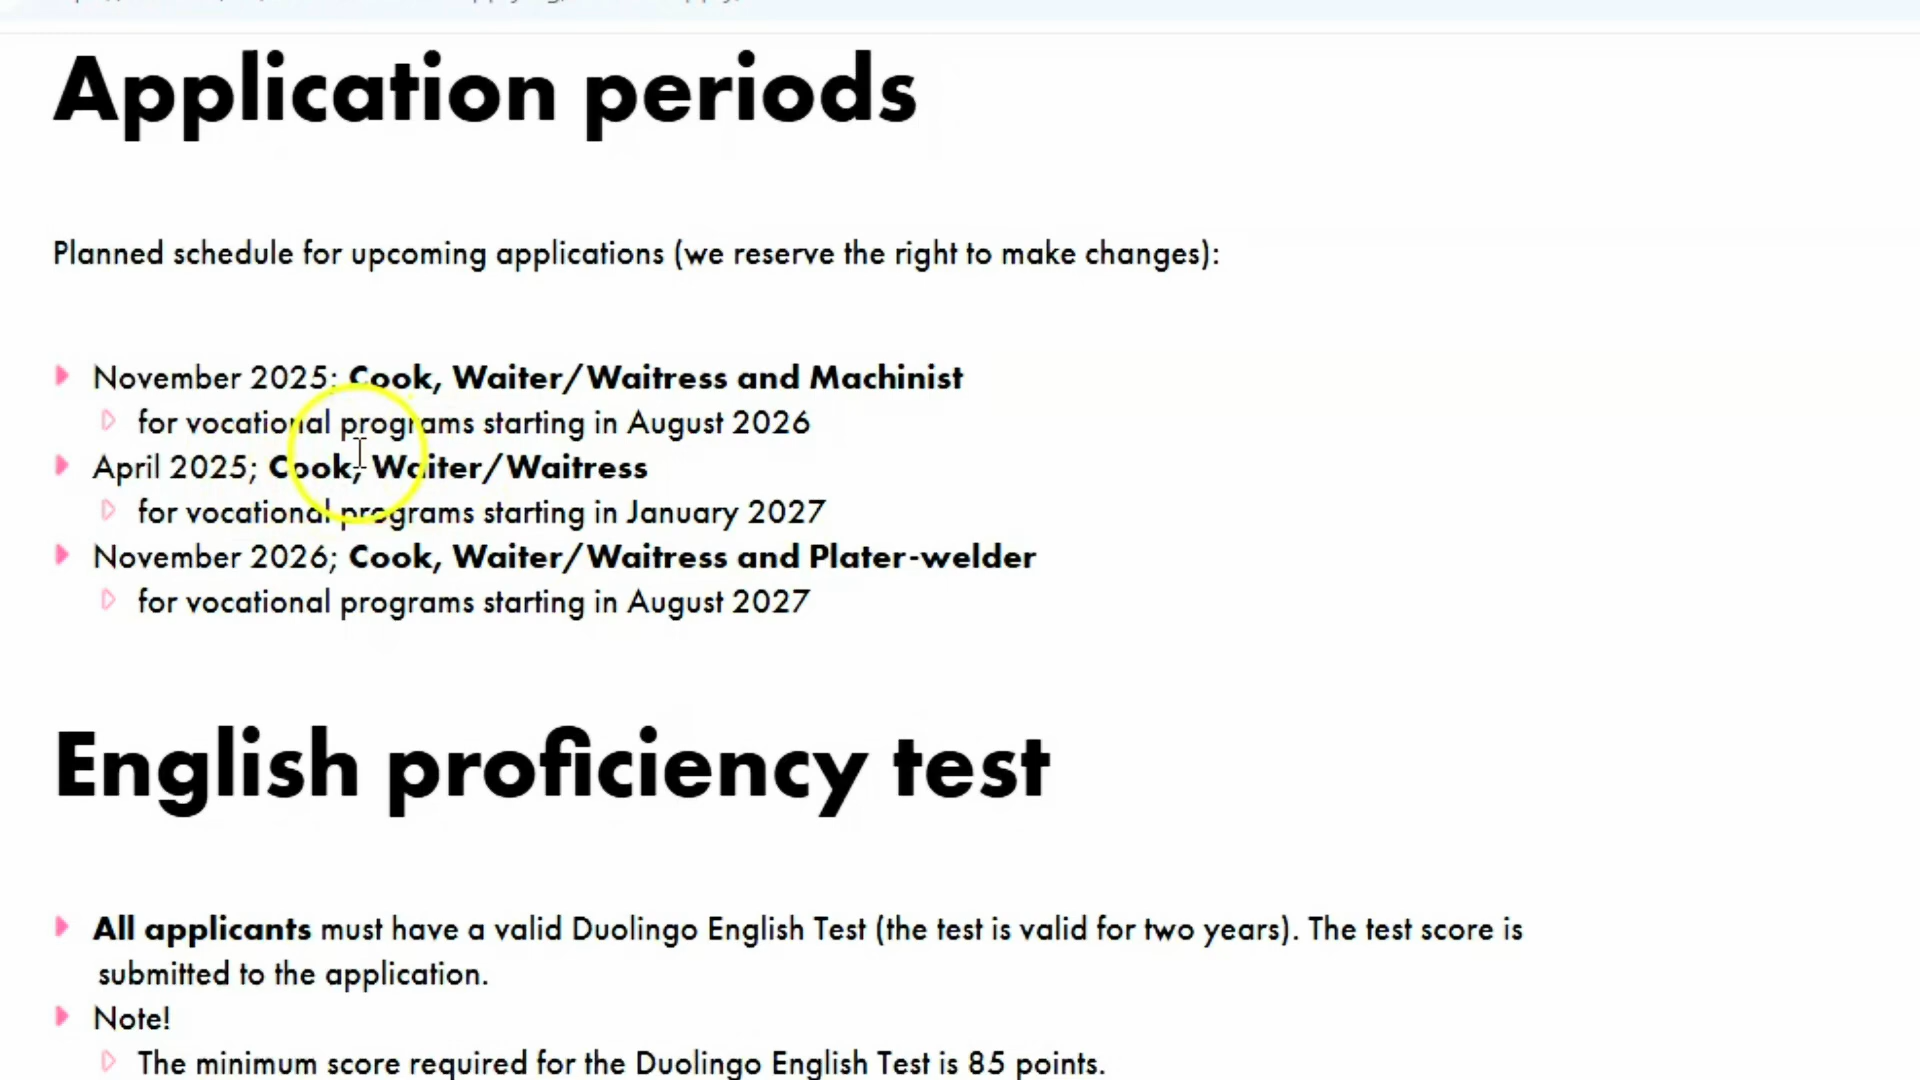 Application periods
Planned schedule for upcoming applications (we reserve the right to make changes):
November 2025: Cook, Waiter/Waitress and Machinist
for vocational programs starting in August 2026
April 2025; Cook, Waiter/Waitress
for vocational programs starting in January 2027
November 2026; Cook, Waiter/Waitress and Plater-welder
for vocational programs starting in August 2027
English proficiency test
All applicants must have a valid Duolingo English Test (the test is valid for two years). The test score is
submitted to the application.
Note!
The minimum score required for the Duolingo English Test is 85 points.